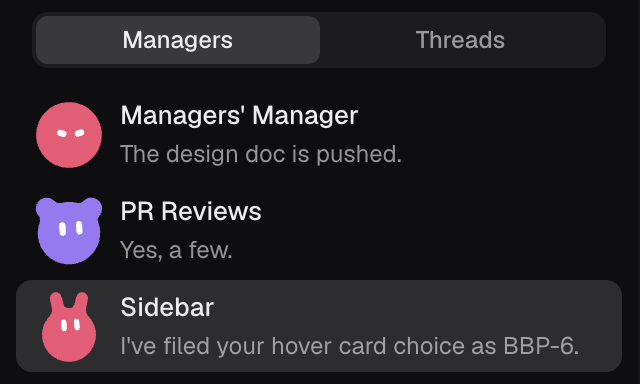 Managers
Threads
Managers' Manager
The design doc is pushed.
PR Reviews
Yes, a few.
Sidebar
I've filed your hover card choice as BBP-6.